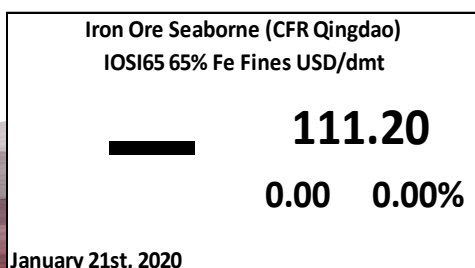 Iron Ore Seaborne (CFR Qingdao)
IOSI65 65% Fe Fines USD/dmt
111.20
0.00 0.00%
January 21st, 2020